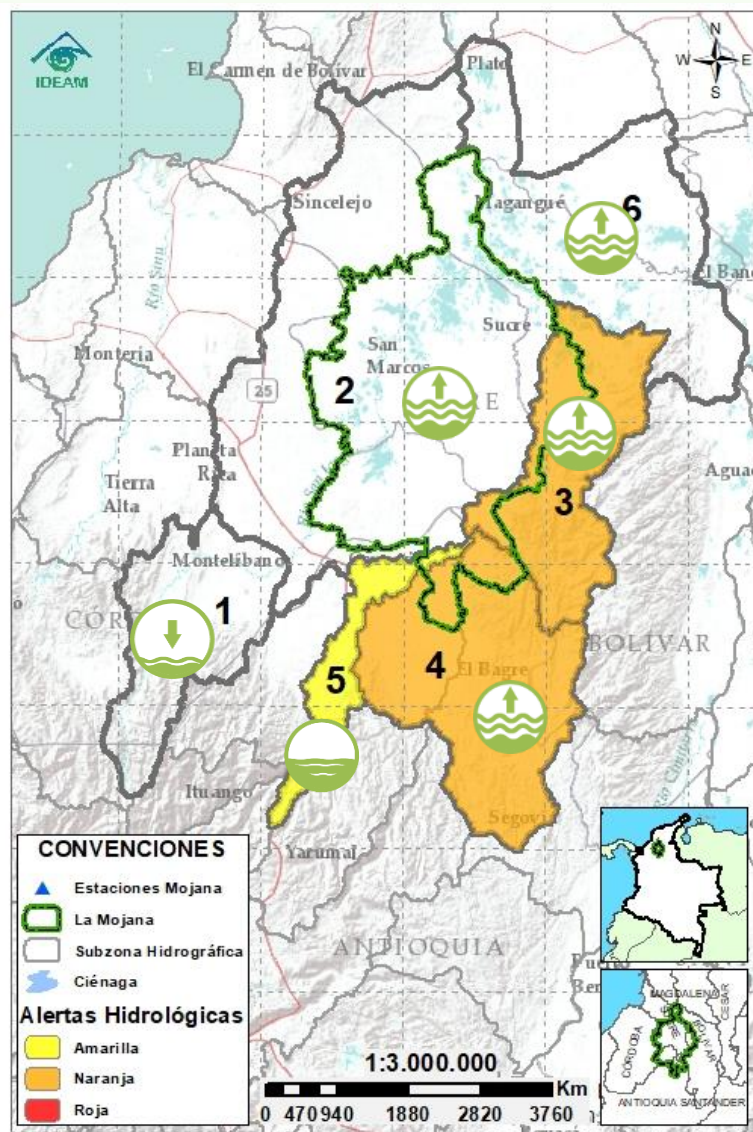 IDEAM
N
W E
S
El Carmen de Bolívar
Plato
Sincelejo
Magangué
6
El Banco
Río Sinú
Montería
25
San
Marcos
Sucre
2
Planeta
Rica
Tierra
Alta
3
Montelíbano
1
BOLÍVAR
5
4
El Bagre
Ituango
Segovia
Yarumal
ANTIOQUIA
CONVENCIONES
Estaciones Mojana
La Mojana
Subzona Hidrográfica
Ciénaga
Alertas Hidrológicas
Amarilla
Naranja
Roja
1:3.000.000
Km
0 470 940 1880 2820 3760
MAGDALENA
CESAR
CÓRDOBA
BOLÍVAR
ANTIOQUIA SANTANDER